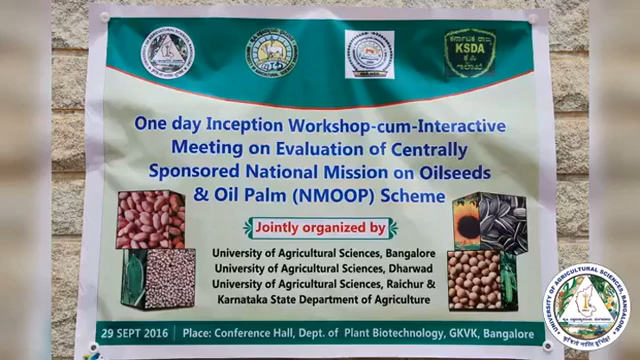 KSDA
One day Inception Workshop-cum-Interactive
Meeting on Evaluation of Centrally
Sponsored National Mission on Oilseeds
& Oil Palm (NMOOP) Scheme
Jointly organized by
University of Agricultural Sciences, Bangalore
University of Agricultural Sciences, Dharwad
University of Agricultural Sciences, Raichur &
Karnataka State Department of Agriculture
29 SEPT 2016 | Place: Conference Hall, Dept. of Plant Biotechnology, GKVK, Bangalore
UNIVERSITY OF AGRICULTURAL SCIENCES, BANGALORE